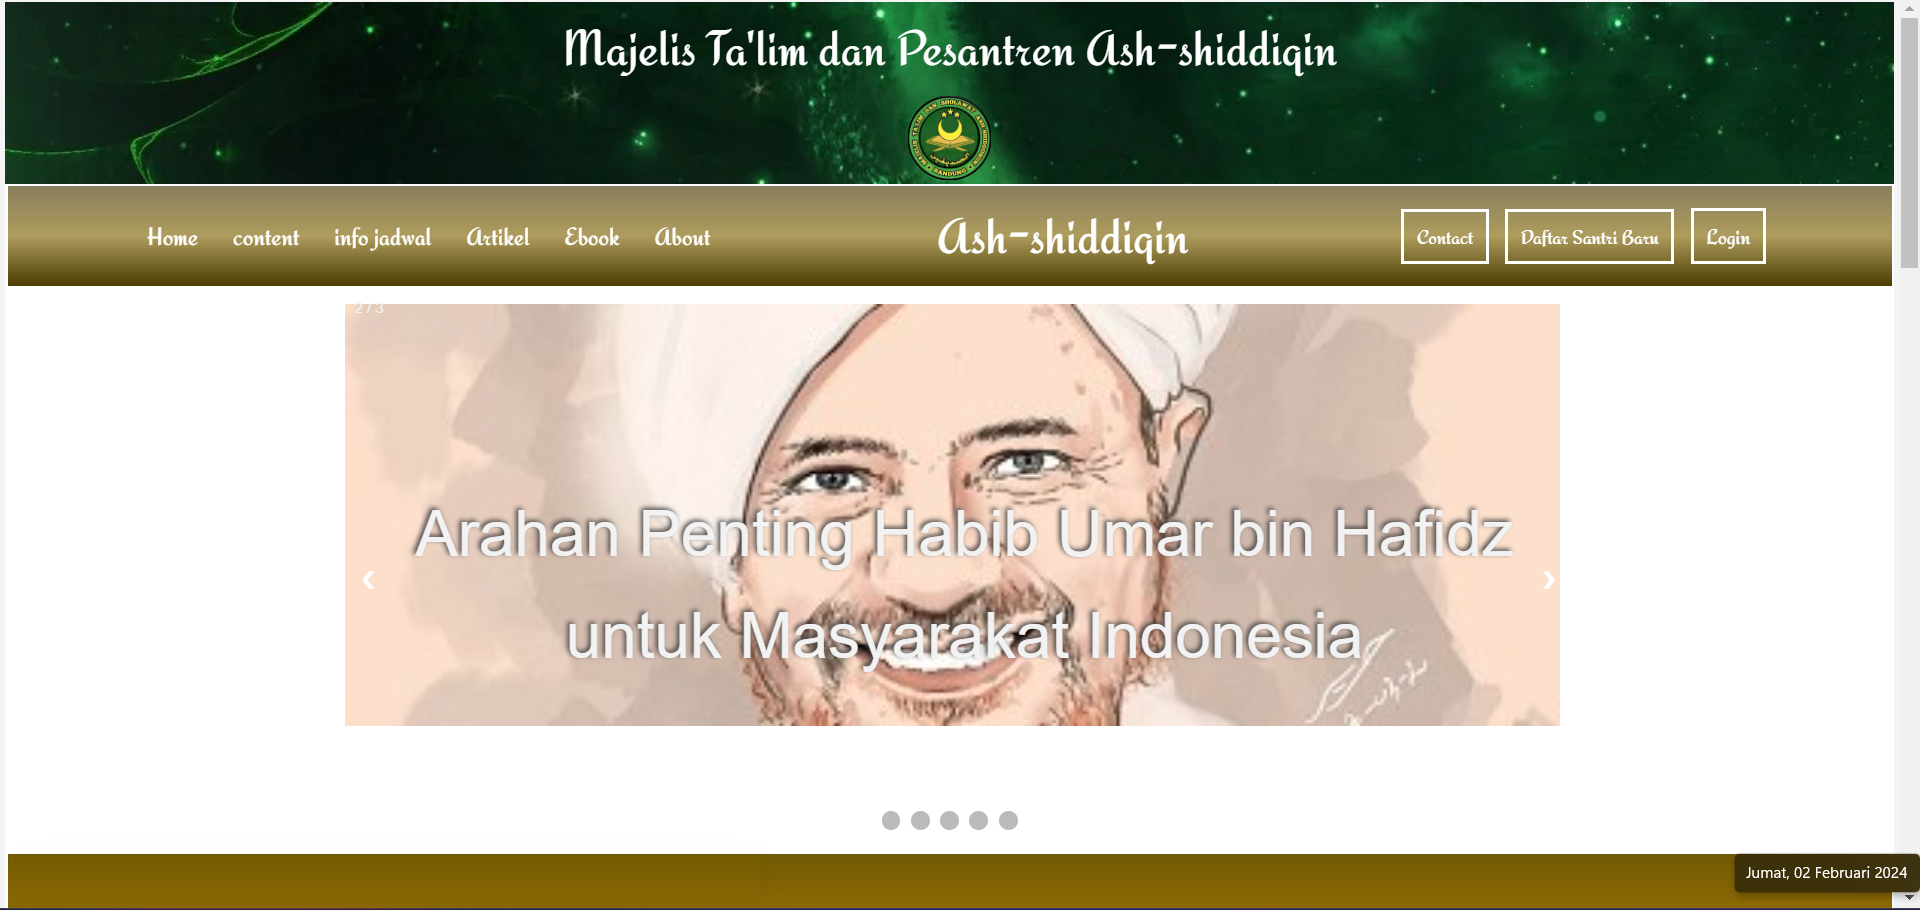 Majelis Ta'lim dan Pesantren Ash-shiddiqin
BANDUNG
Home content info jadwal Artikel Ebook About
Ash-shiddiqin
Contact Daftar Santri Baru Login
2 / 3
Arahan Penting Habib Umar bin Hafidz
untuk Masyarakat Indonesia
❮ ❯
Jumat, 02 Februari 2024